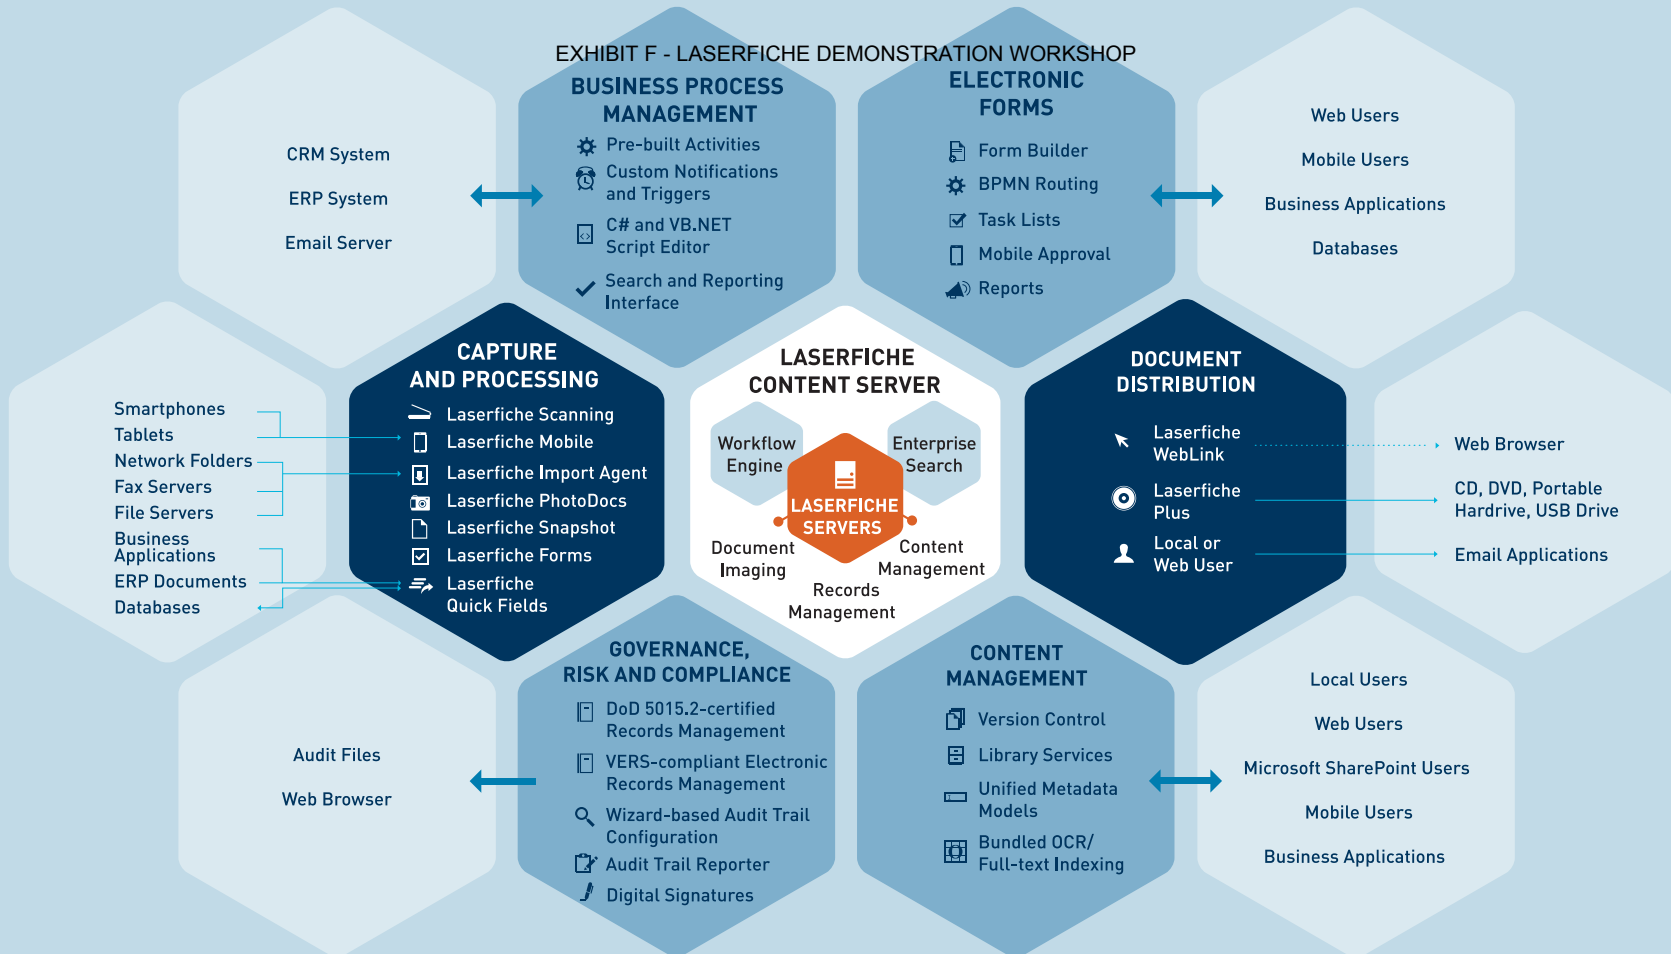 EXHIBIT F - LASERFICHE DEMONSTRATION WORKSHOP
CRM System
ERP System
Email Server
BUSINESS PROCESS
MANAGEMENT
Pre-built Activities
Custom Notifications
and Triggers
C# and VB.NET
Script Editor
Search and Reporting
Interface
ELECTRONIC
FORMS
Form Builder
BPMN Routing
Task Lists
Mobile Approval
Reports
Web Users
Mobile Users
Business Applications
Databases
Smartphones
Tablets
Network Folders
Fax Servers
File Servers
Business
Applications
ERP Documents
Databases
CAPTURE
AND PROCESSING
Laserfiche Scanning
Laserfiche Mobile
Laserfiche Import Agent
Laserfiche PhotoDocs
Laserfiche Snapshot
Laserfiche Forms
Laserfiche
Quick Fields
LASERFICHE
CONTENT SERVER
Workflow
Engine
Enterprise
Search
LASERFICHE
SERVERS
Document
Imaging
Content
Management
Records
Management
DOCUMENT
DISTRIBUTION
Laserfiche
WebLink
Laserfiche
Plus
Local or
Web User
Web Browser
CD, DVD, Portable
Hardrive, USB Drive
Email Applications
Audit Files
Web Browser
GOVERNANCE,
RISK AND COMPLIANCE
DoD 5015.2-certified
Records Management
VERS-compliant Electronic
Records Management
Wizard-based Audit Trail
Configuration
Audit Trail Reporter
Digital Signatures
CONTENT
MANAGEMENT
Version Control
Library Services
Unified Metadata
Models
Bundled OCR/
Full-text Indexing
Local Users
Web Users
Microsoft SharePoint Users
Mobile Users
Business Applications